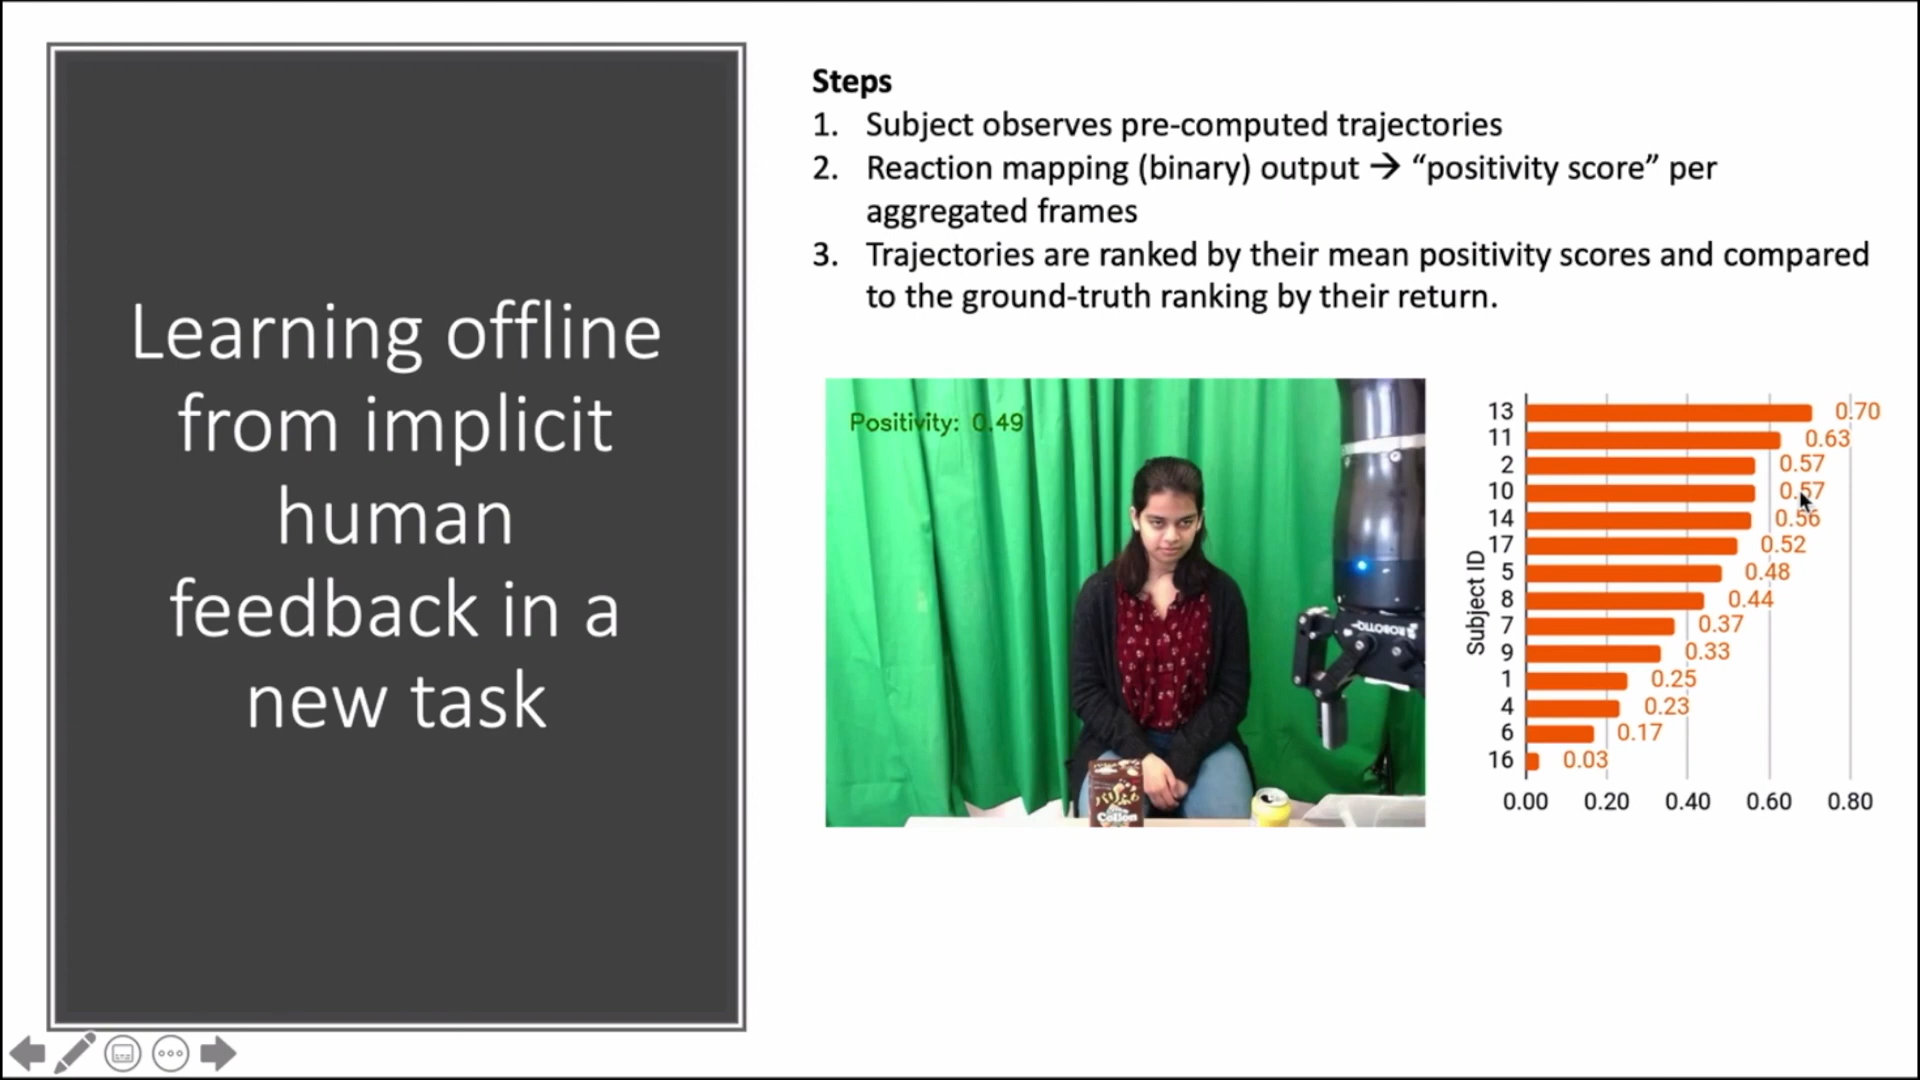 Learning offline
from implicit
human
feedback in a
new task
Steps
1. Subject observes pre-computed trajectories
2. Reaction mapping (binary) output → “positivity score” per
aggregated frames
3. Trajectories are ranked by their mean positivity scores and compared
to the ground-truth ranking by their return.
Positivity: 0.49
ROBOTIQ
Collon
Subject ID
13 0.70
11 0.63
2 0.57
10 0.57
14 0.56
17 0.52
5 0.48
8 0.44
7 0.37
9 0.33
1 0.25
4 0.23
6 0.17
16 0.03
0.00 0.20 0.40 0.60 0.80